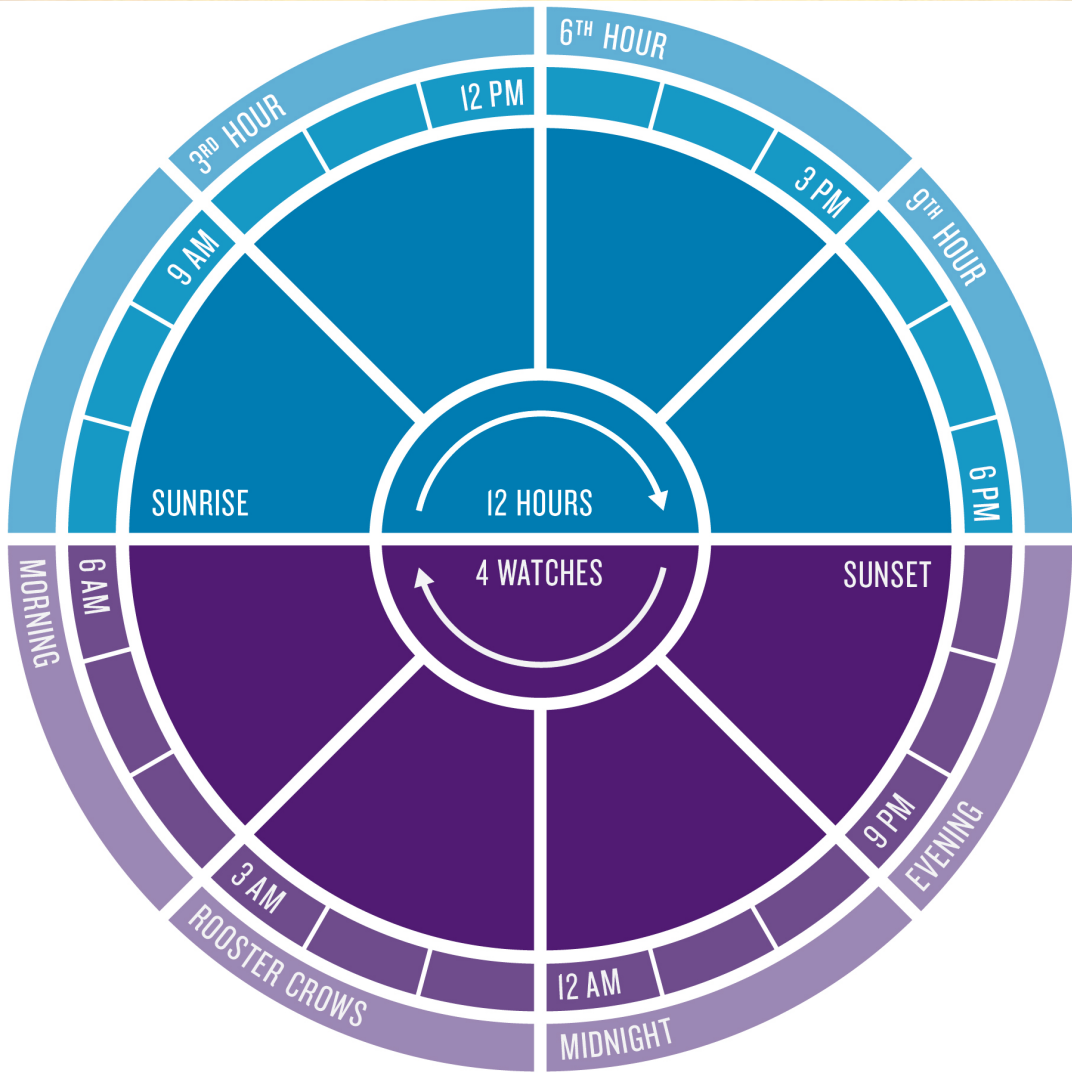 6TH HOUR
12 PM
3RD HOUR
3 PM
9TH HOUR
9 AM
6 PM
SUNRISE
12 HOURS
4 WATCHES
SUNSET
MORNING
6 AM
9 PM
EVENING
3 AM
ROOSTER CROWS
12 AM
MIDNIGHT